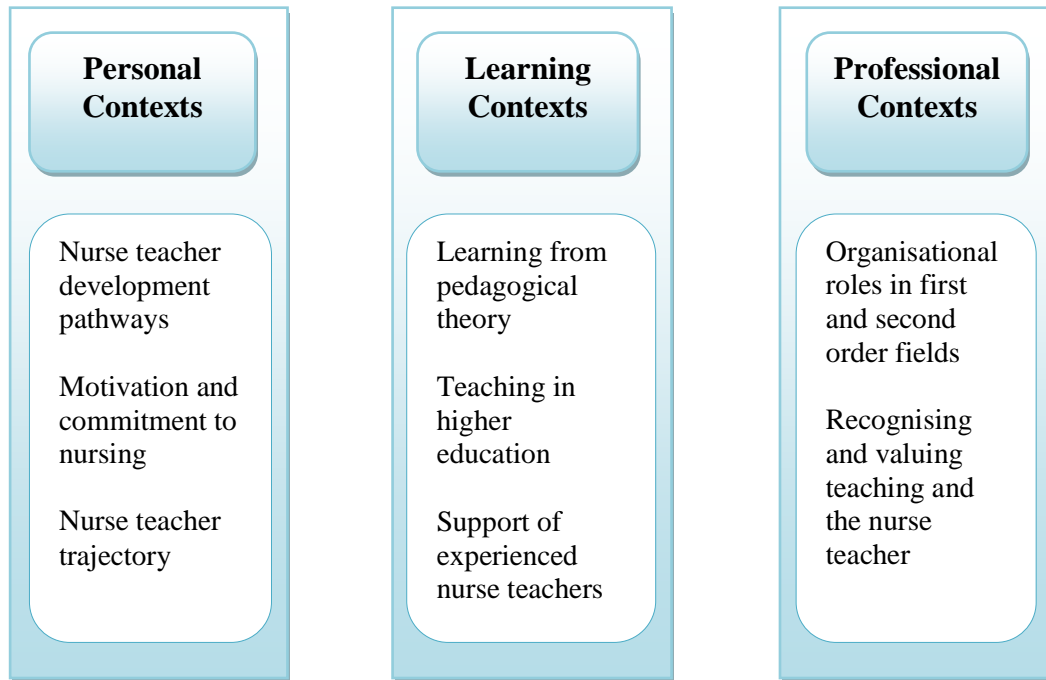 Personal
Contexts
Nurse teacher
development
pathways
Motivation and
commitment to
nursing
Nurse teacher
trajectory
Learning
Contexts
Learning from
pedagogical
theory
Teaching in
higher
education
Support of
experienced
nurse teachers
Professional
Contexts
Organisational
roles in first
and second
order fields
Recognising
and valuing
teaching and
the nurse
teacher